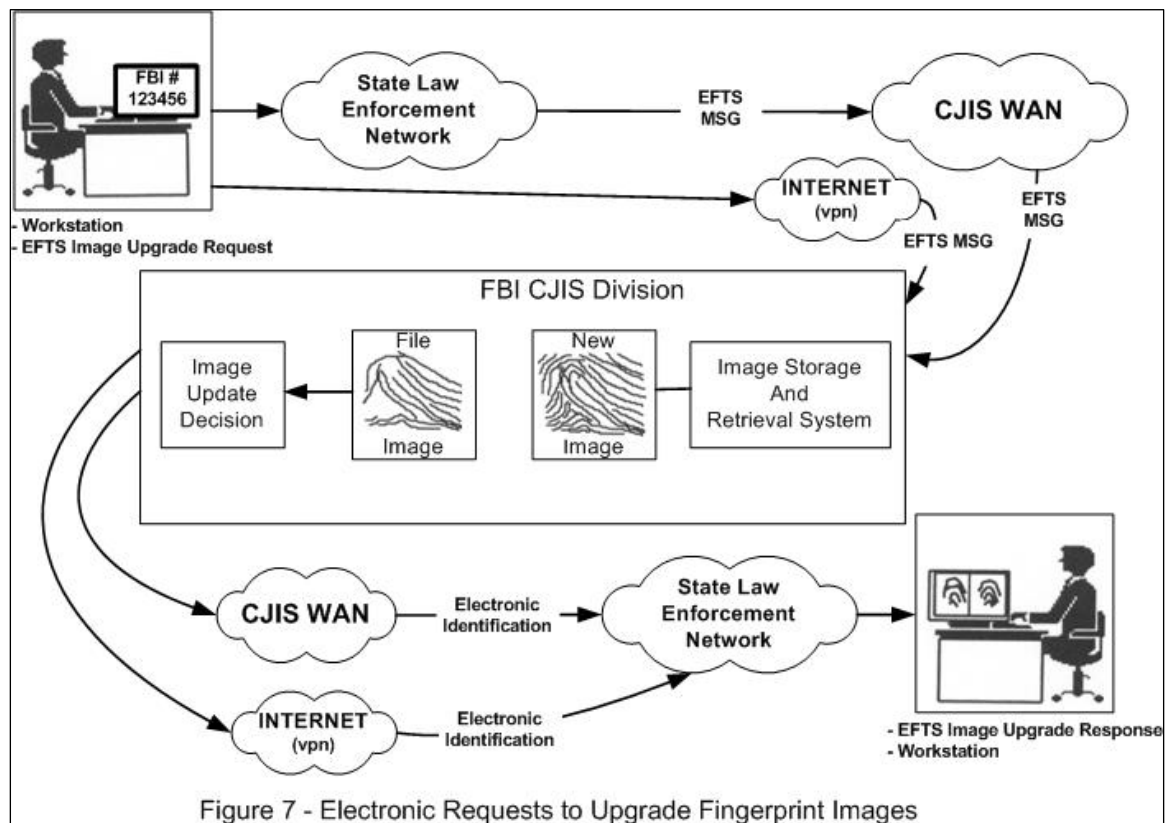 FBI #
123456
State Law
Enforcement
Network
EFTS
MSG
CJIS WAN
- Workstation
- EFTS Image Upgrade Request
INTERNET
(vpn)
EFTS MSG
EFTS
MSG
FBI CJIS Division
Image
Update
Decision
File
Image
New
Image
Image Storage
And
Retrieval System
CJIS WAN
Electronic
Identification
State Law
Enforcement
Network
INTERNET
(vpn)
Electronic
Identification
- EFTS Image Upgrade Response
- Workstation
Figure 7 - Electronic Requests to Upgrade Fingerprint Images